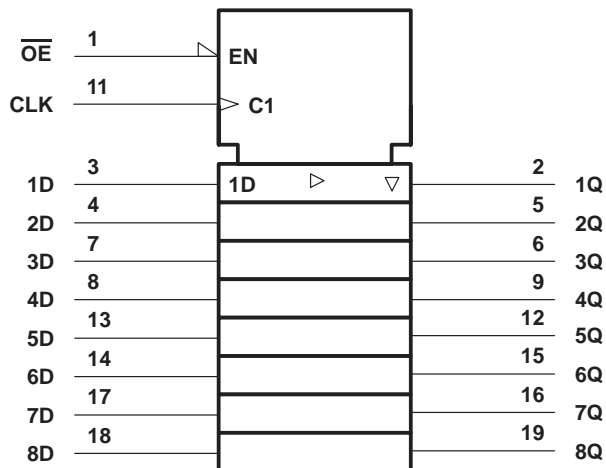 OE 1 EN
CLK 11 C1
1D 3 1D 2 1Q
2D 4 5 2Q
3D 7 6 3Q
4D 8 9 4Q
5D 13 12 5Q
6D 14 15 6Q
7D 17 16 7Q
8D 18 19 8Q